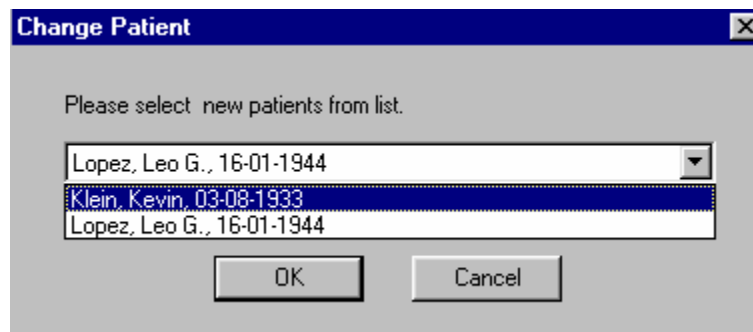 Change Patient
Please select new patients from list.
Lopez, Leo G., 16-01-1944
Klein, Kevin, 03-08-1933
Lopez, Leo G., 16-01-1944
OK
Cancel